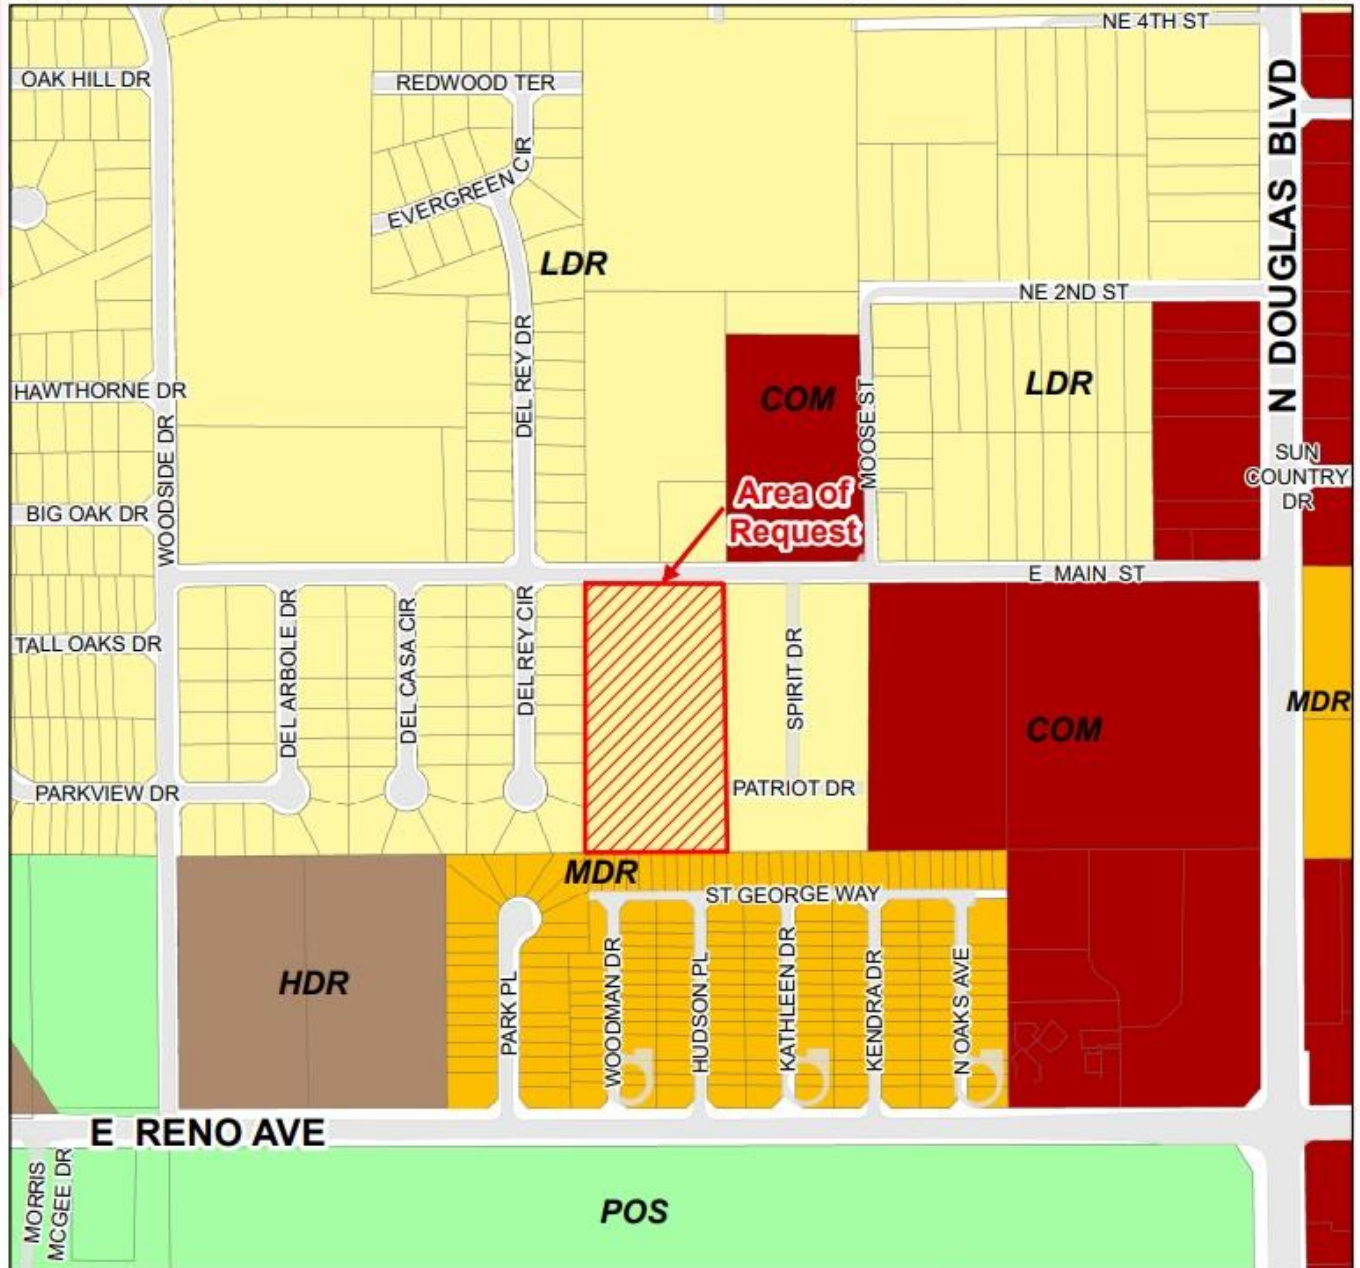 NE 4TH ST
OAK HILL DR
REDWOOD TER
N DOUGLAS BLVD
EVERGREEN CIR
LDR
NE 2ND ST
HAWTHORNE DR
DEL REY DR
COM
MOOSE ST
LDR
WOODSIDE DR
SUN
COUNTRY
DR
BIG OAK DR
Area of
Request
E MAIN ST
TALL OAKS DR
DEL ARBOLE DR
DEL CASA CIR
DEL REY CIR
SPIRIT DR
COM
MDR
PARKVIEW DR
PATRIOT DR
MDR
ST GEORGE WAY
HDR
PARK PL
WOODMAN DR
HUDSON PL
KATHLEEN DR
KENDRA DR
N OAKS AVE
E RENO AVE
MORRIS
MCGEE DR
POS